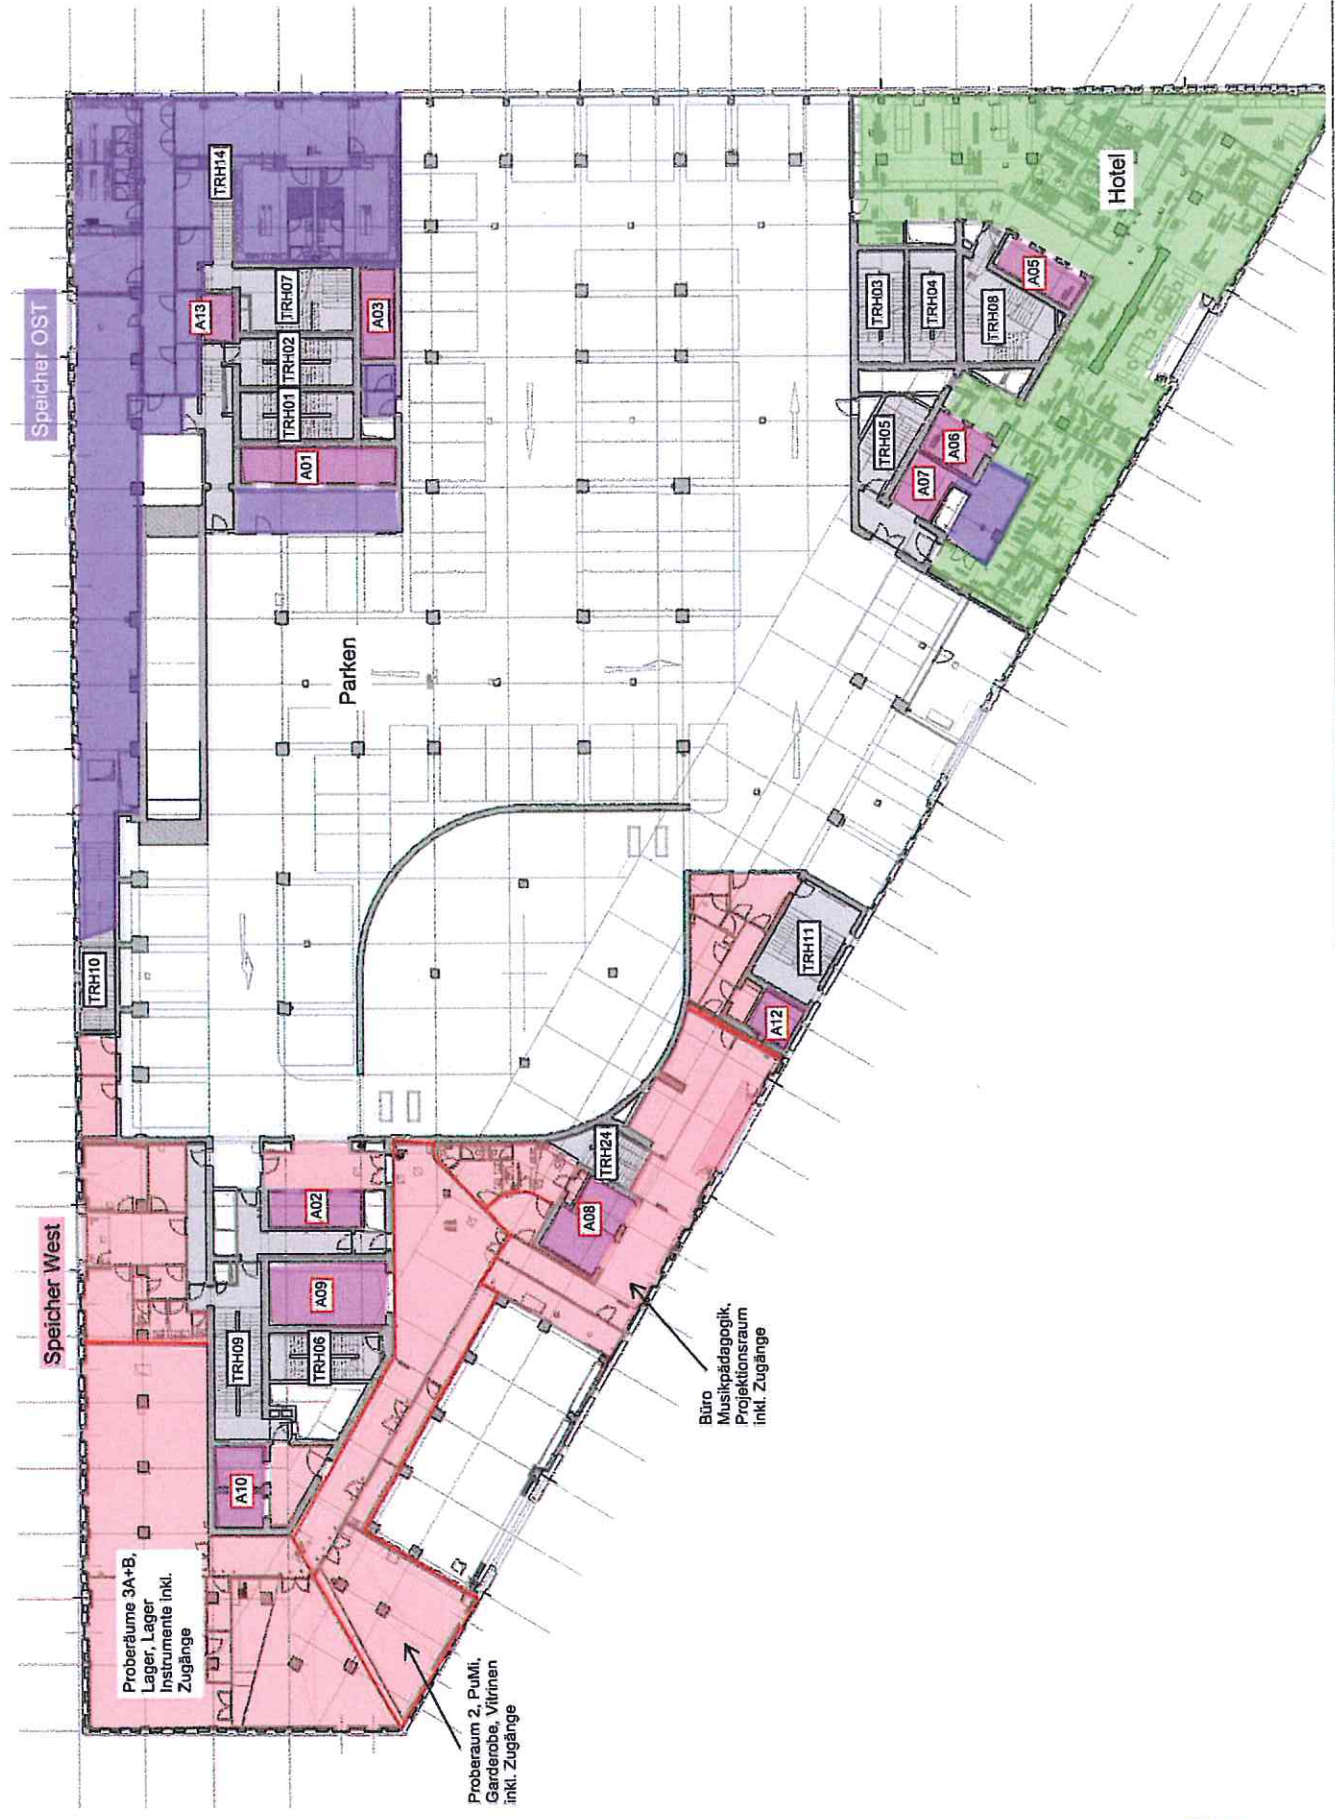 Speicher OST
TRH14
A13
TRH07
A03
TRH02
TRH01
A01
Parken
TRH10
Hotel
TRH03
TRH04
TRH08
A05
TRH05
A06
A07
TRH11
A12
TRH24
A08
Speicher West
A02
A09
TRH09
TRH06
A10
Büro
Musikpädagogik,
Projektionsraum
inkl. Zugänge
Proberäume 3A+B,
Lager, Lager
Instrumente inkl.
Zugänge
Proberaum 2, PuMi,
Garderobe, Vitrinen
inkl. Zugänge